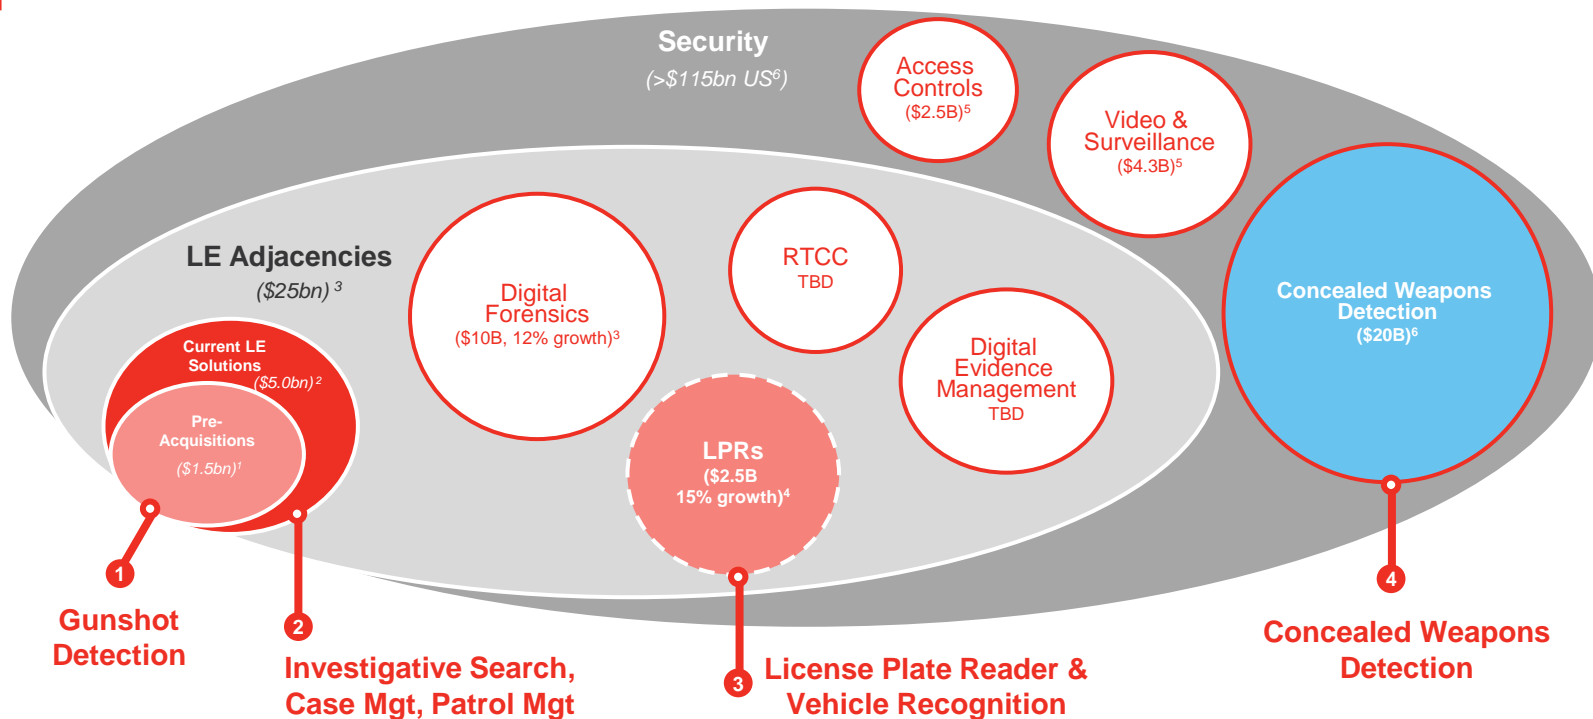 Security
(>$115bn US6)
Access
Controls
($2.5B)5
Video &
Surveillance
($4.3B)5
LE Adjacencies
($25bn) 3
Digital
Forensics
($10B, 12% growth)3
RTCC
TBD
Digital
Evidence
Management
TBD
Concealed Weapons
Detection
($20B)6
Current LE
Solutions
($5.0bn) 2
Pre-
Acquisitions
($1.5bn)1
LPRs
($2.5B
15% growth)4
1
Gunshot
Detection
2
Investigative Search,
Case Mgt, Patrol Mgt
3
License Plate Reader &
Vehicle Recognition
4
Concealed Weapons
Detection